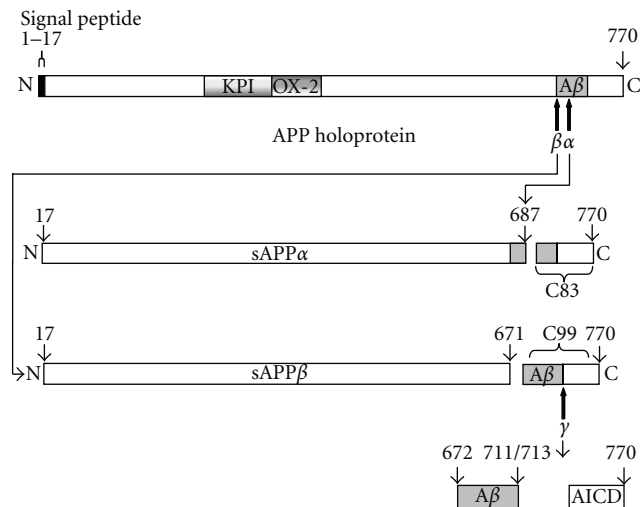 Signal peptide
1–17
770
N
KPI
OX-2
Aβ
C
APP holoprotein
β α
17
687
770
N
sAPPα
C
C83
17
671
C99
770
N
sAPPβ
Aβ
C
γ
672
711/713
770
Aβ
AICD